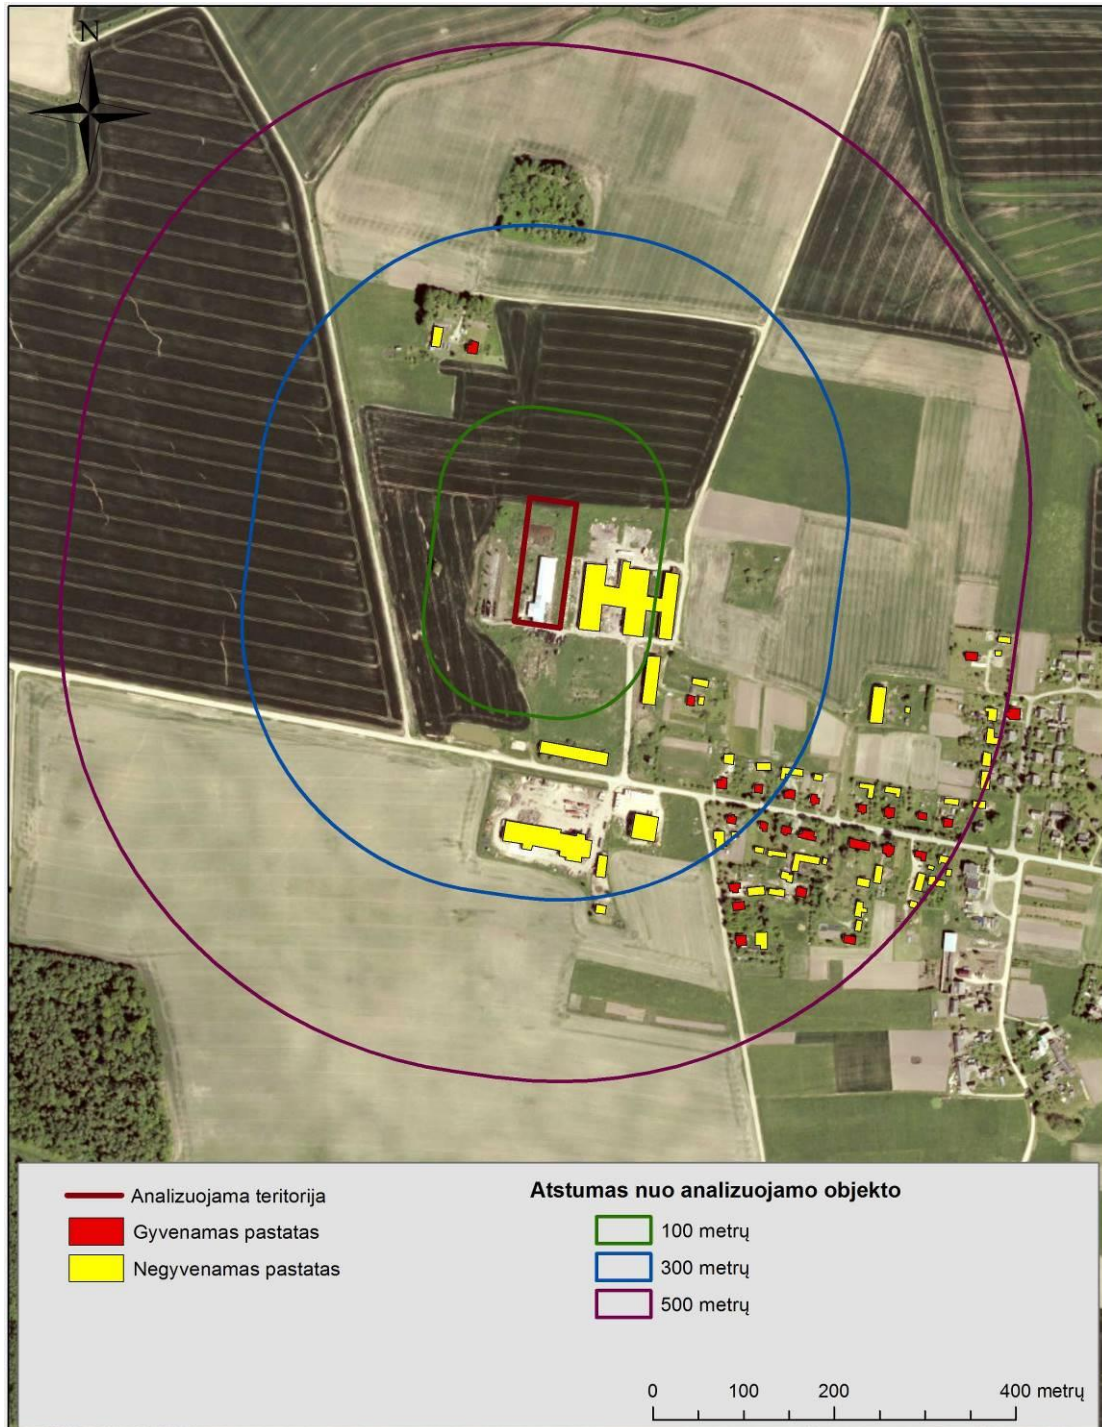 N
Analizuojama teritorija
Gyvenamas pastatas
Negyvenamas pastatas
Atstumas nuo analizuojamo objekto
100 metrų
300 metrų
500 metrų
0 100 200 400 metrų